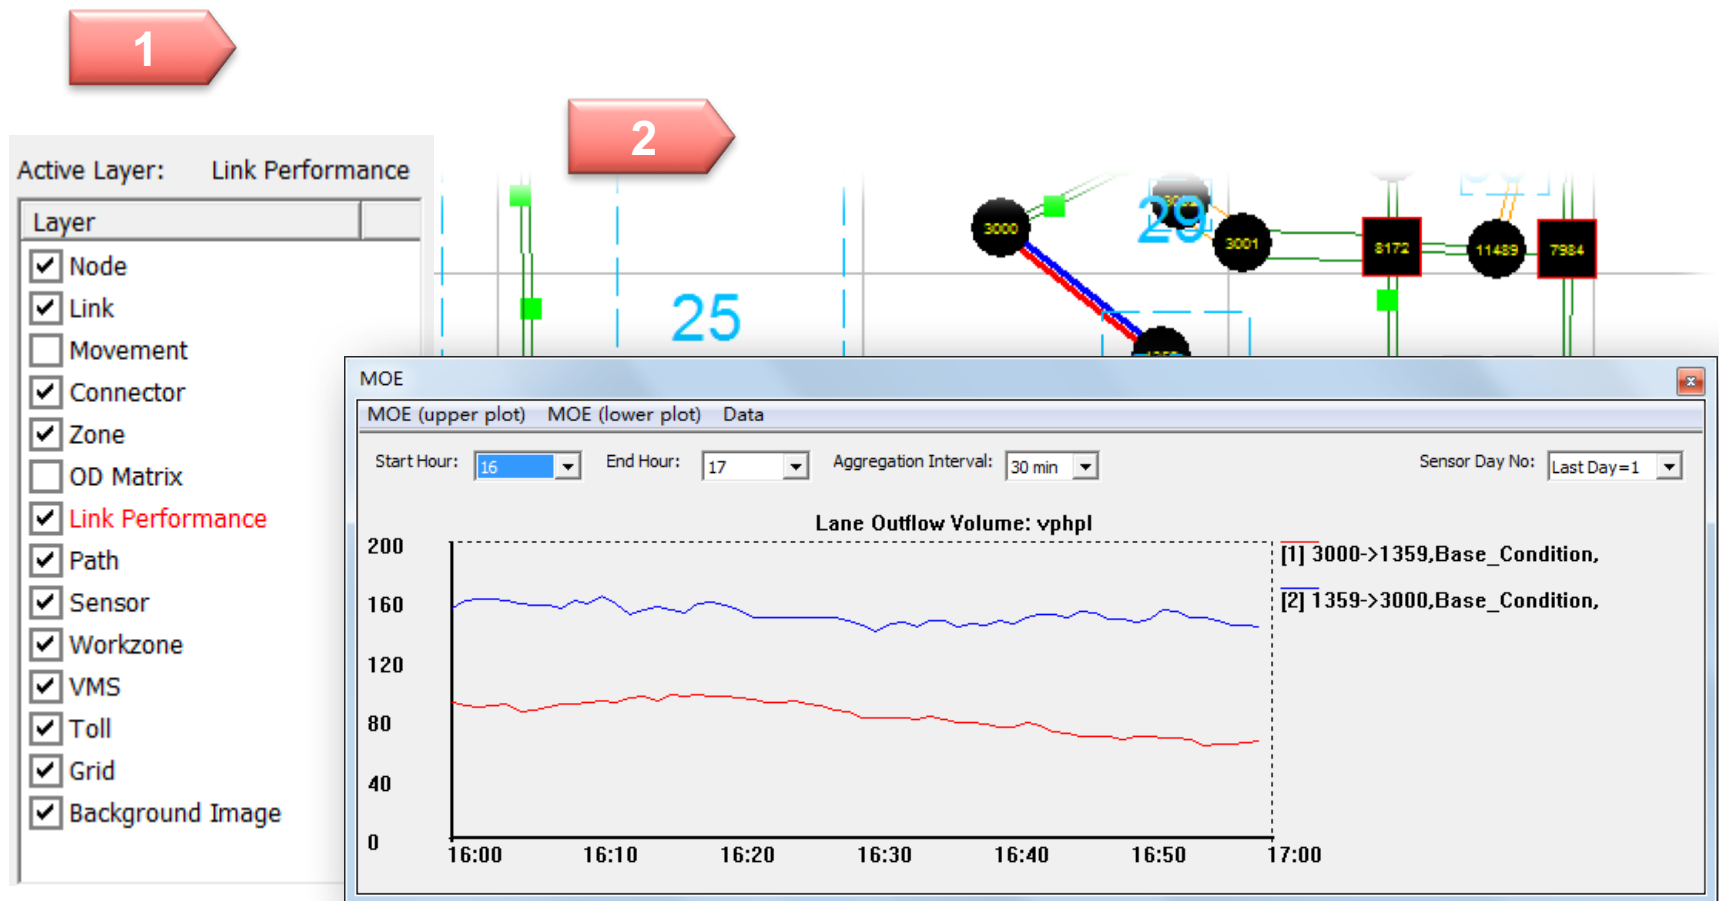 1
2
Active Layer: Link Performance
Layer
Node
Link
Movement
Connector
Zone
OD Matrix
Link Performance
Path
Sensor
Workzone
VMS
Toll
Grid
Background Image
25
3000
29
3001
8172
11489
7984
MOE
MOE (upper plot) MOE (lower plot) Data
Start Hour: 16 End Hour: 17 Aggregation Interval: 30 min Sensor Day No: Last Day=1
Lane Outflow Volume: vphpl
200
160
120
80
40
0
16:00 16:10 16:20 16:30 16:40 16:50 17:00
[1] 3000->1359,Base_Condition,
[2] 1359->3000,Base_Condition,